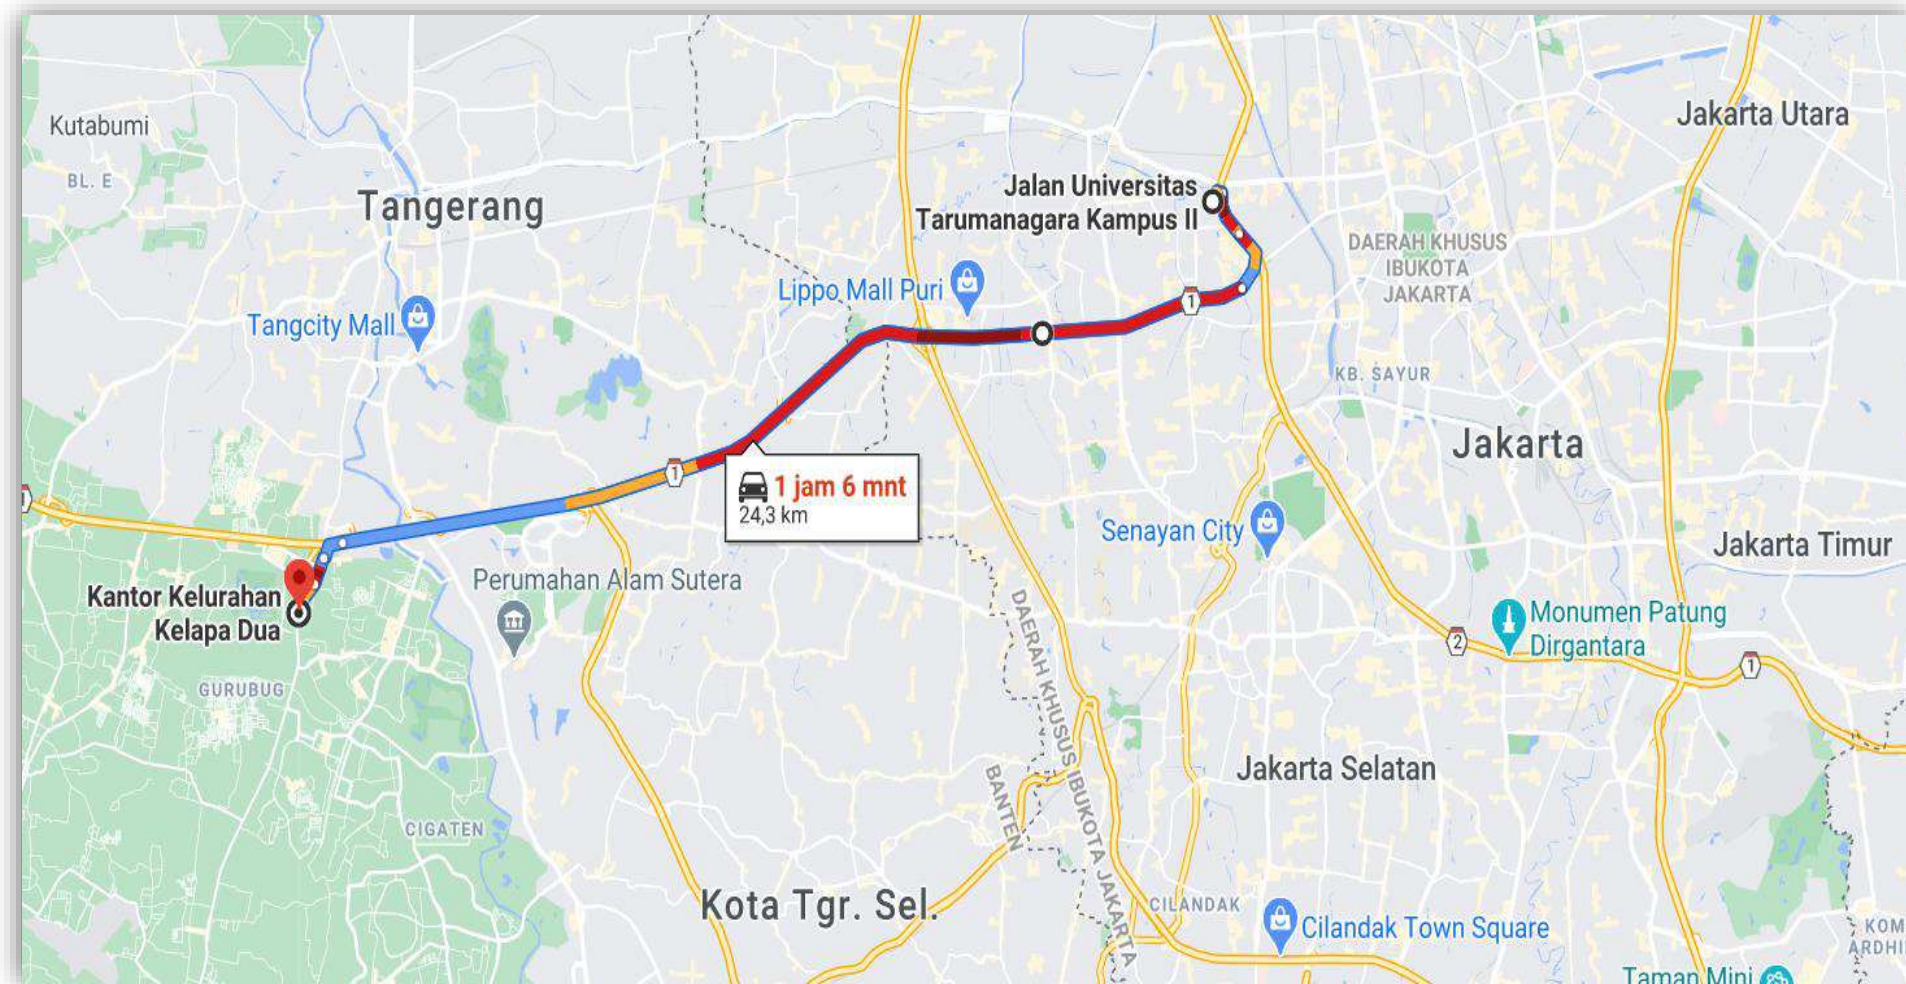 Kutabumi
BL. E
Tangerang
Jakarta Utara
Jalan Universitas
Tarumanagara Kampus II
DAERAH KHUSUS
IBUKOTA
JAKARTA
Lippo Mall Puri
Tangcity Mall
1
1
KB. SAYUR
Jakarta
1
1 jam 6 mnt
24,3 km
Senayan City
Jakarta Timur
Perumahan Alam Sutera
Kantor Kelurahan
Kelapa Dua
Monumen Patung
Dirgantara
2
1
GURUBUG
DAERAH KHUSUS IBUKOTA JAKARTA
BANTEN
Jakarta Selatan
CIGATEN
Kota Tgr. Sel.
CILANDAK
Cilandak Town Square
KOM
ARDHI
Taman Mini